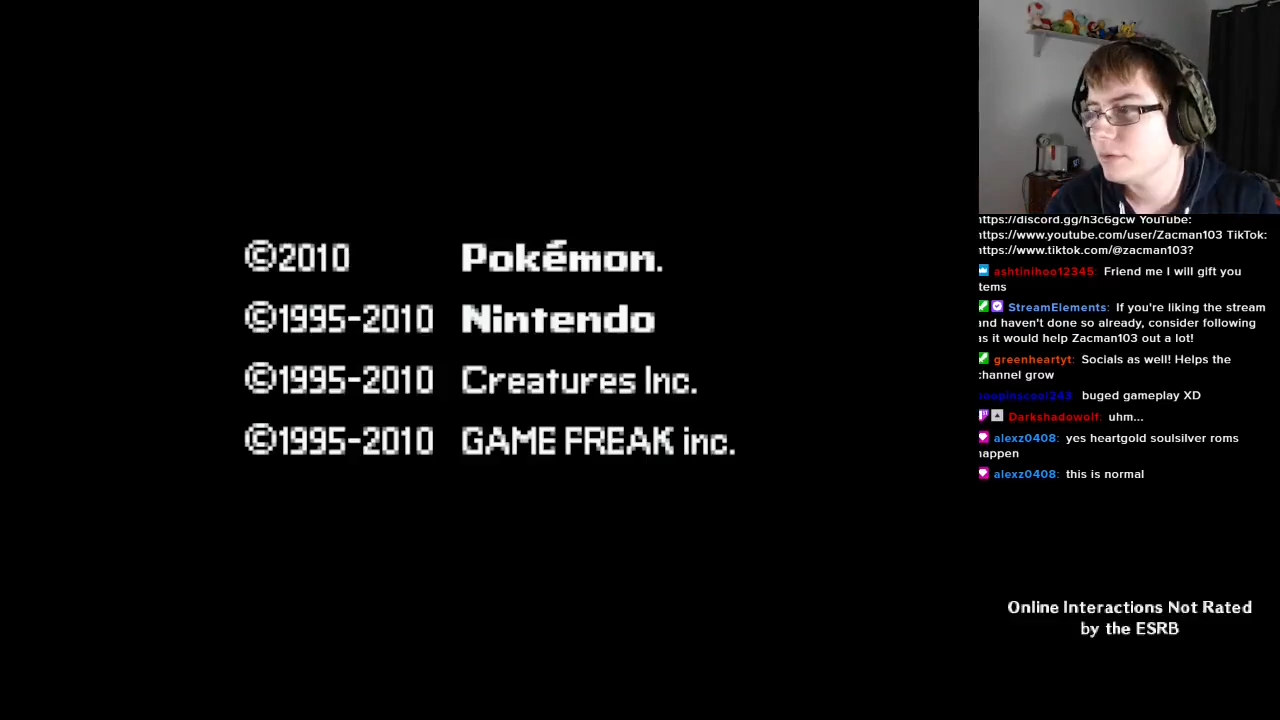 ©2010 Pokémon.
©1995-2010 Nintendo
©1995-2010 Creatures Inc.
©1995-2010 GAME FREAK inc.
https://discord.gg/h3c6gcw YouTube:
https://www.youtube.com/user/Zacman103 TikTok:
https://www.tiktok.com/@zacman103?
ashtinihoo12345: Friend me I will gift you
items
StreamElements: If you're liking the stream
and haven't done so already, consider following
as it would help Zacman103 out a lot!
greenheartyt: Socials as well! Helps the
channel grow
buged gameplay XD
Darkshadowolf: uhm...
alexz0408: yes heartgold soulsilver roms
happen
alexz0408: this is normal
Online Interactions Not Rated
by the ESRB